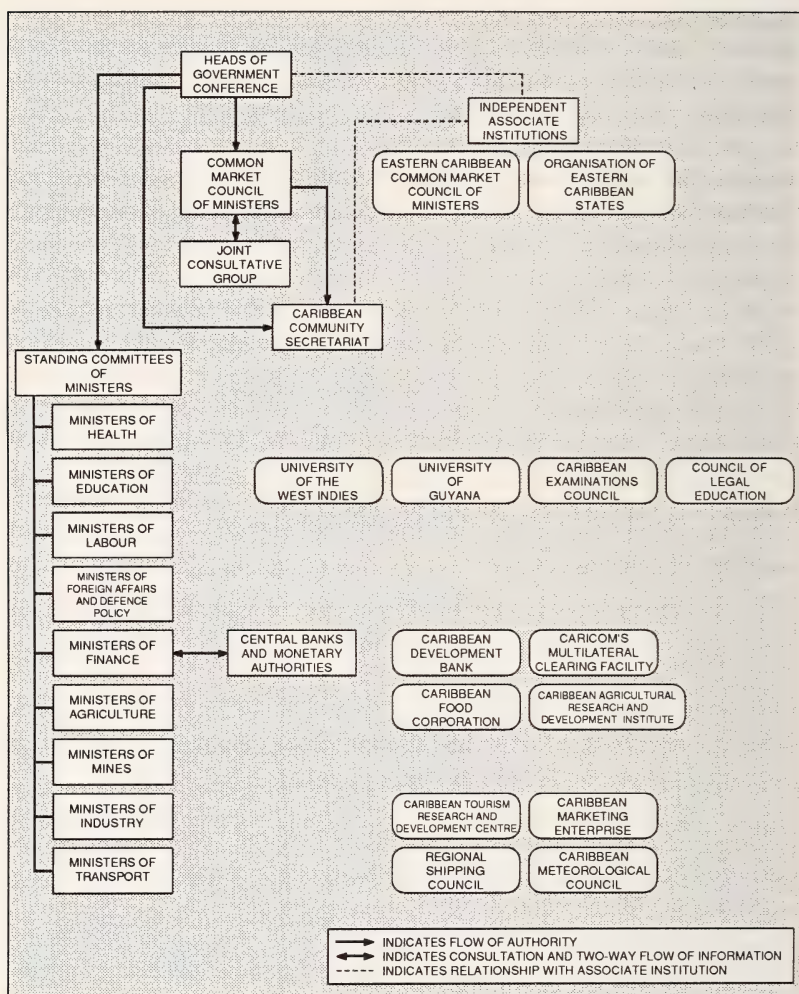 HEADS OF
GOVERNMENT
CONFERENCE
INDEPENDENT
ASSOCIATE
INSTITUTIONS
COMMON
MARKET
COUNCIL
OF MINISTERS
EASTERN CARIBBEAN
COMMON MARKET
COUNCIL OF
MINISTERS
ORGANISATION OF
EASTERN
CARIBBEAN
STATES
JOINT
CONSULTATIVE
GROUP
CARIBBEAN
COMMUNITY
SECRETARIAT
STANDING COMMITTEES
OF
MINISTERS
MINISTERS OF
HEALTH
MINISTERS OF
EDUCATION
UNIVERSITY
OF THE
WEST INDIES
UNIVERSITY
OF
GUYANA
CARIBBEAN
EXAMINATIONS
COUNCIL
COUNCIL OF
LEGAL
EDUCATION
MINISTERS OF
LABOUR
MINISTERS OF
FOREIGN AFFAIRS
AND DEFENCE
POLICY
MINISTERS OF
FINANCE
CENTRAL BANKS
AND MONETARY
AUTHORITIES
CARIBBEAN
DEVELOPMENT
BANK
CARICOM'S
MULTILATERAL
CLEARING FACILITY
MINISTERS OF
AGRICULTURE
CARIBBEAN
FOOD
CORPORATION
CARIBBEAN AGRICULTURAL
RESEARCH AND
DEVELOPMENT INSTITUTE
MINISTERS OF
MINES
MINISTERS OF
INDUSTRY
CARIBBEAN TOURISM
RESEARCH AND
DEVELOPMENT CENTRE
CARIBBEAN
MARKETING
ENTERPRISE
MINISTERS OF
TRANSPORT
REGIONAL
SHIPPING
COUNCIL
CARIBBEAN
METEOROLOGICAL
COUNCIL
INDICATES FLOW OF AUTHORITY
INDICATES CONSULTATION AND TWO-WAY FLOW OF INFORMATION
INDICATES RELATIONSHIP WITH ASSOCIATE INSTITUTION